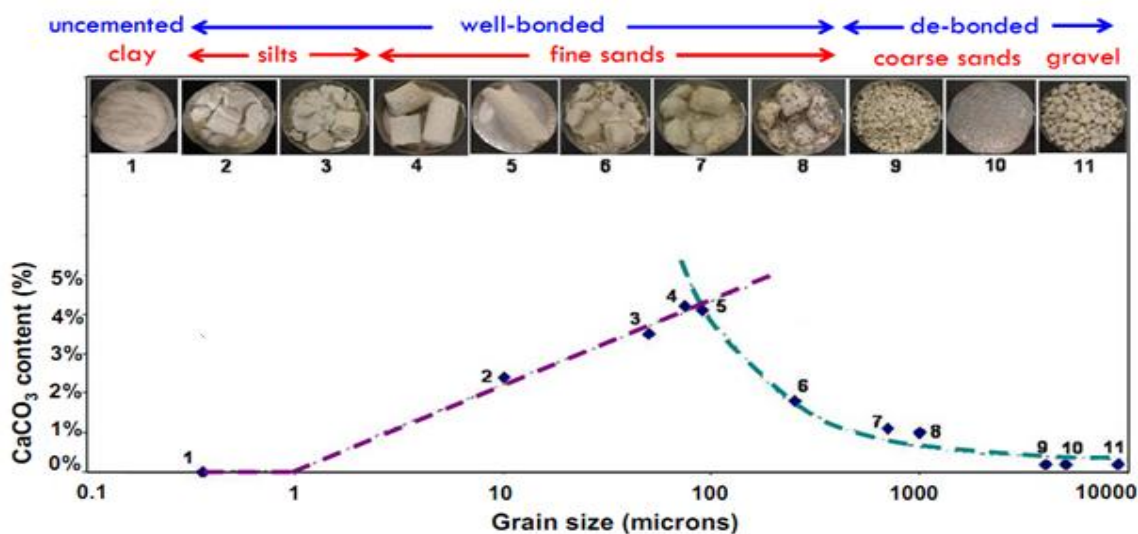 uncemented well-bonded de-bonded
clay silts fine sands coarse sands gravel
1 2 3 4 5 6 7 8 9 10 11
5%
4%
3%
2%
1%
0%
CaCO₃ content (%)
1 2 3 4 5 6 7 8 9 10 11
0.1 1 10 100 1000 10000
Grain size (microns)